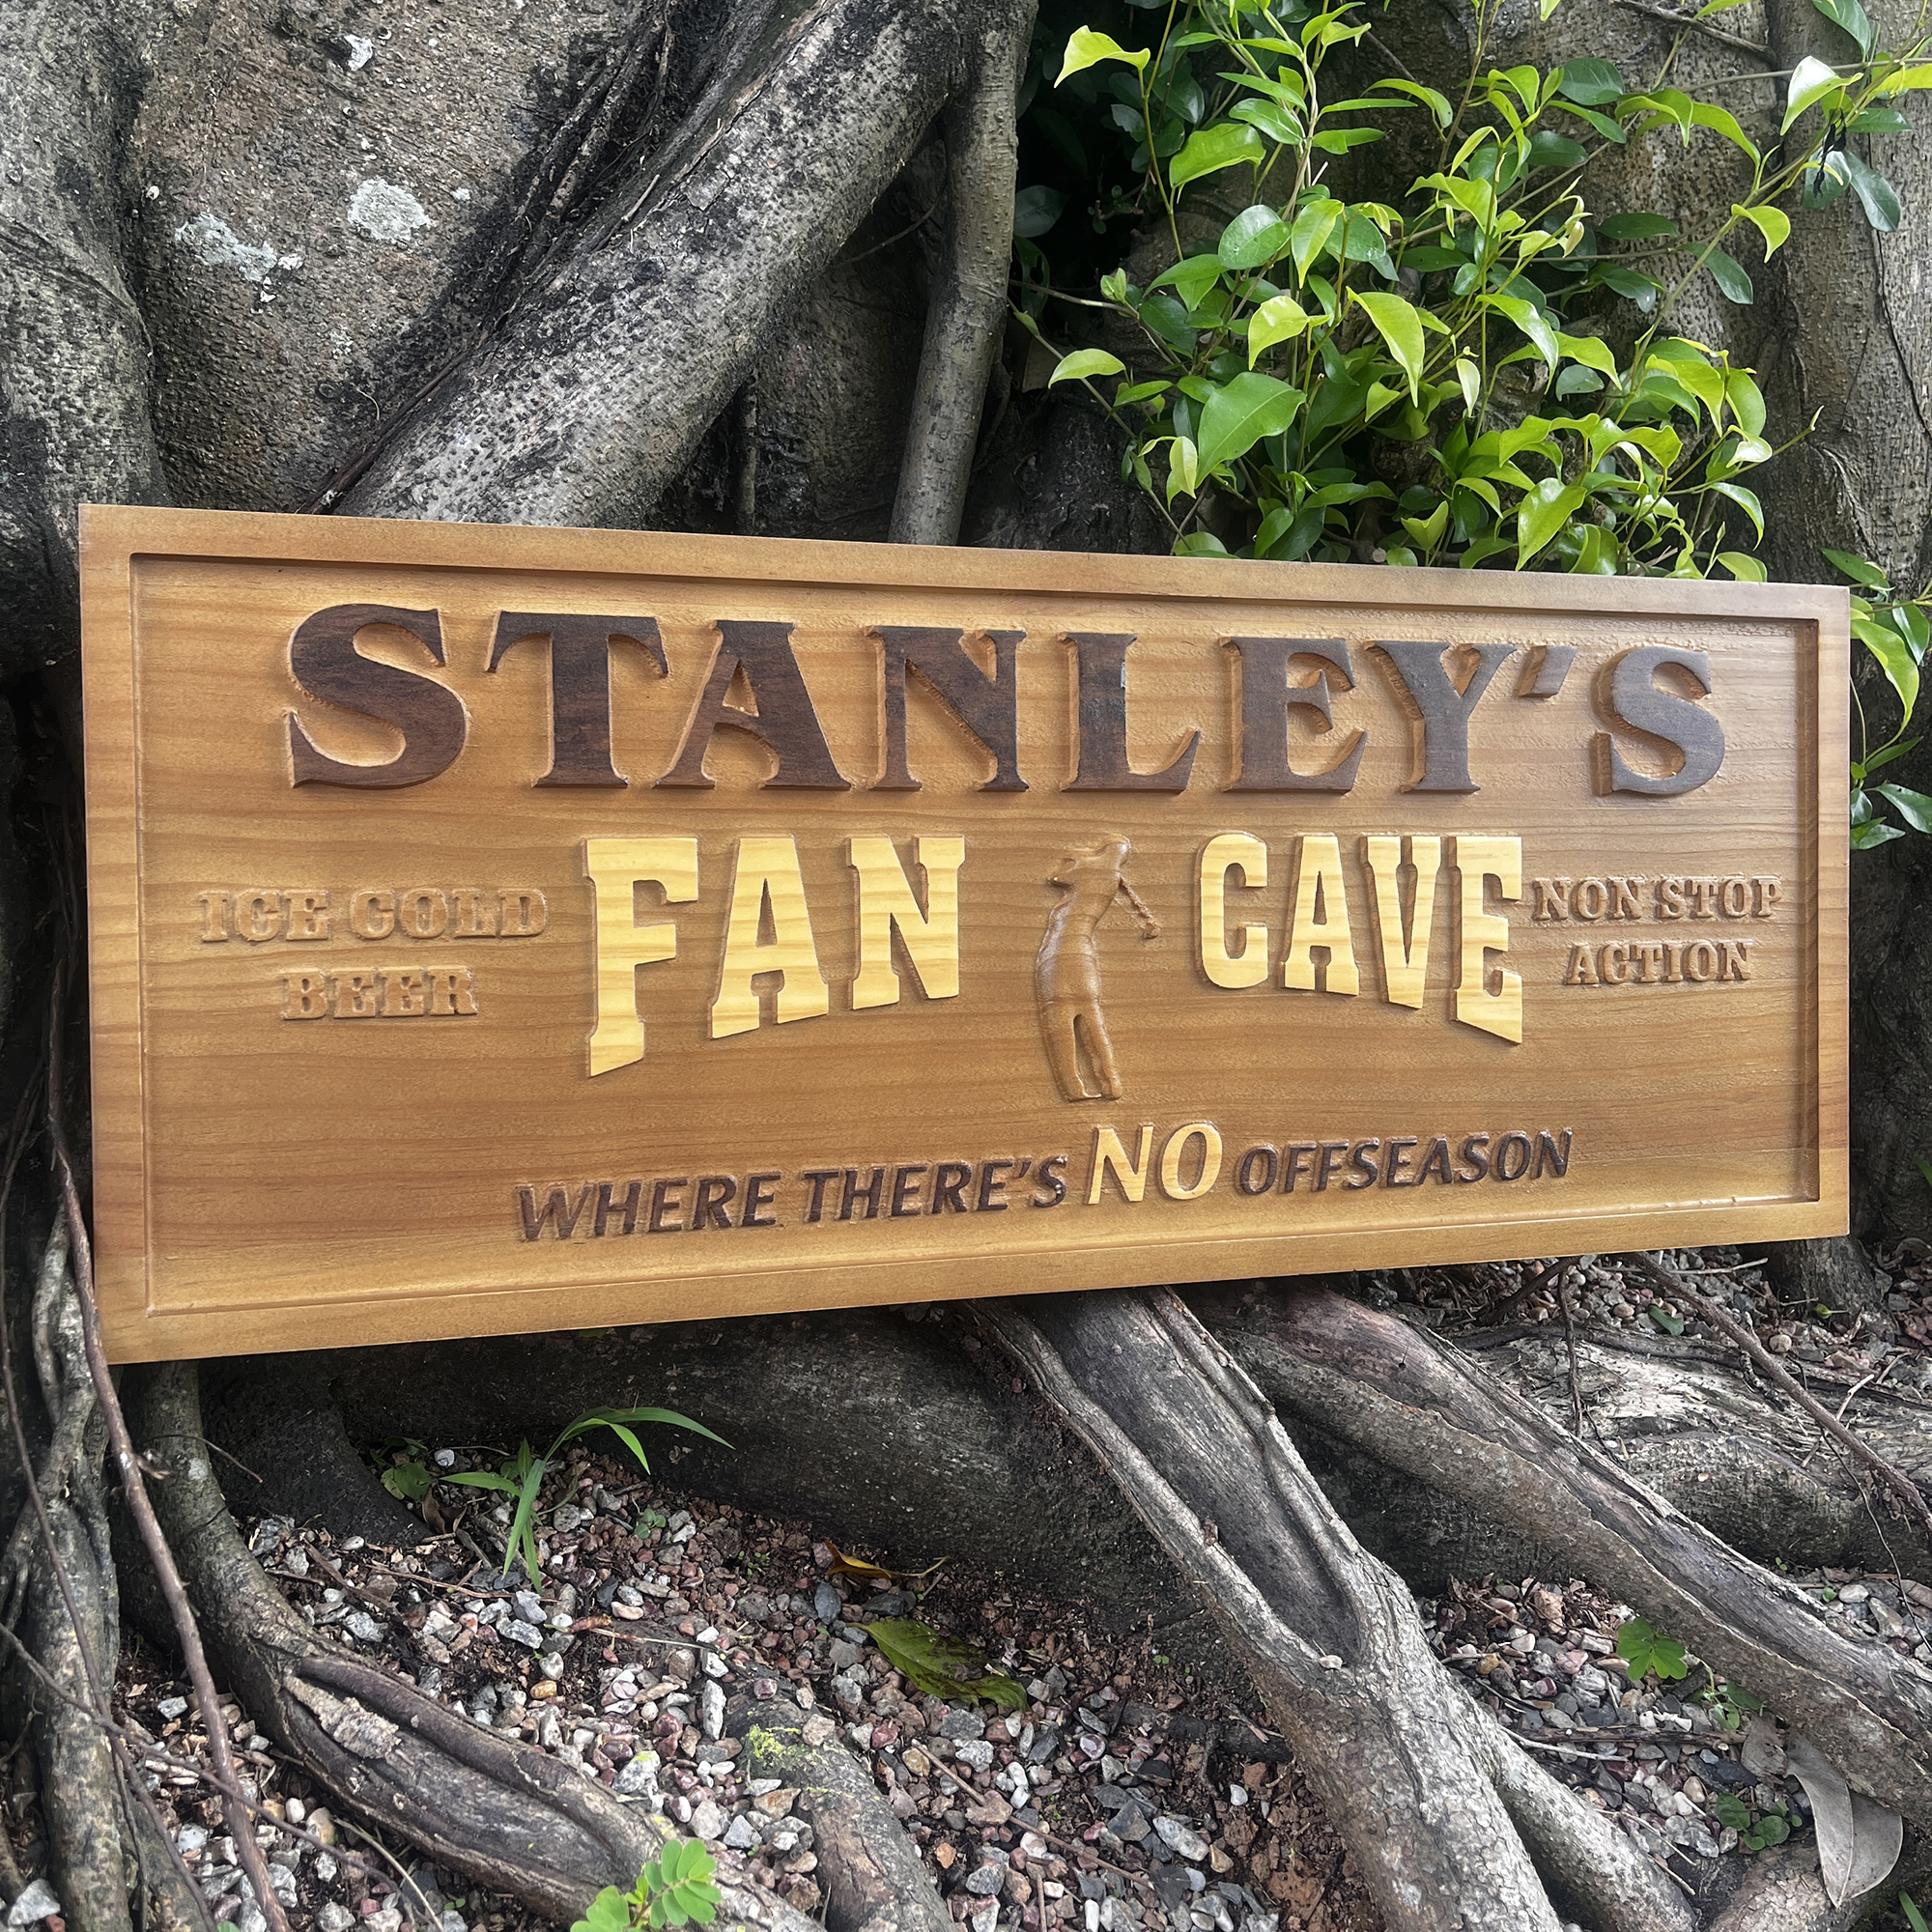 STANLEY'S
ICE COLD
BEER
FAN CAVE
NON STOP
ACTION
WHERE THERE'S NO OFFSEASON